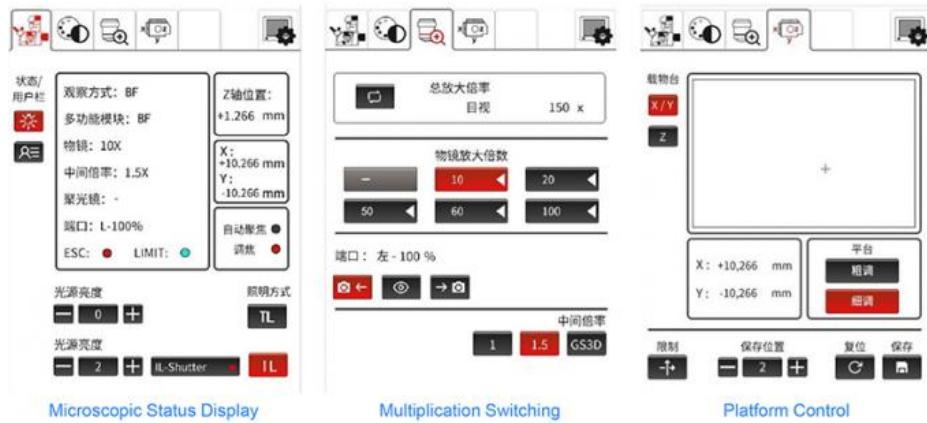 状态/
用户栏
观察方式: BF
多功能模块: BF
物镜: 10X
中间倍率: 1.5X
聚光镜: -
端口: L-100%
ESC: LIMIT:
Z轴位置:
+1.266 mm
X:
+10.266 mm
Y:
-10.266 mm
自动聚焦
调焦
光源亮度
0
照明方式
TL
光源亮度
2
IL-Shutter
IL
Microscopic Status Display
总放大倍率
目视 150 x
物镜放大倍数
- 10 20
50 60 100
端口: 左 - 100 %
中间倍率
1 1.5 GS3D
Multiplication Switching
载物台
X/Y
Z
X: +10,266 mm
Y: -10,266 mm
平台
粗调
细调
限制 保存位置 复位 保存
2
Platform Control